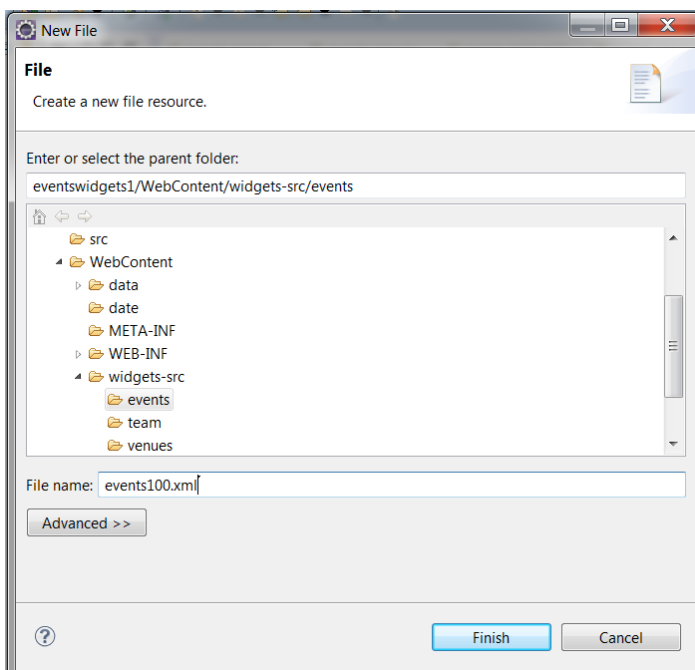 New File
File
Create a new file resource.
Enter or select the parent folder:
eventswidgets1/WebContent/widgets-src/events
src
WebContent
data
date
META-INF
WEB-INF
widgets-src
events
team
venues
File name: events100.xml
Advanced >>
Finish Cancel